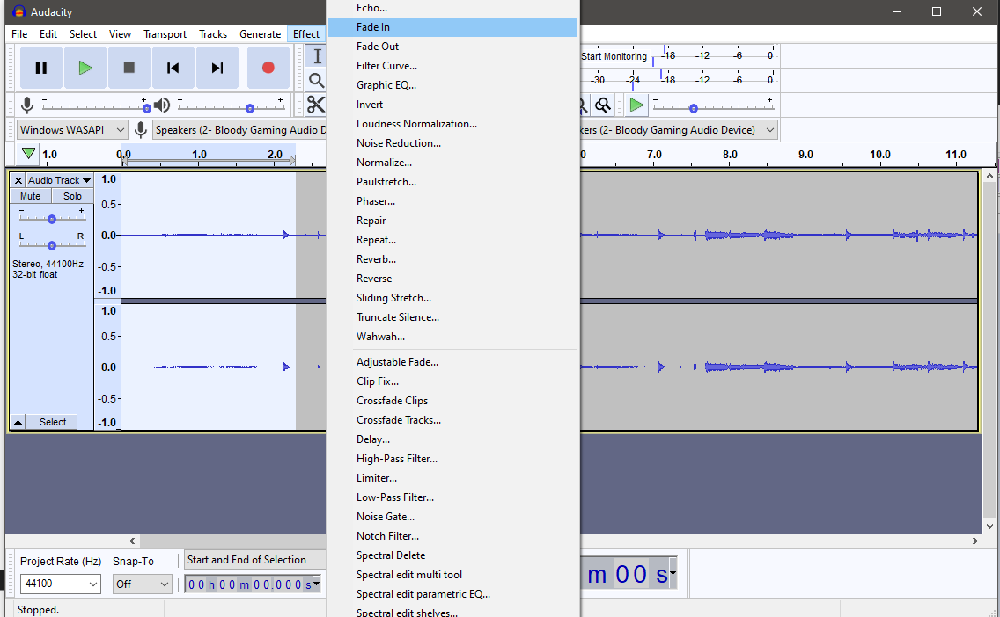 Audacity
File Edit Select View Transport Tracks Generate Effect
Echo...
Fade In
Fade Out
Filter Curve...
Graphic EQ...
Invert
Loudness Normalization...
Noise Reduction...
Normalize...
Paulstretch...
Phaser...
Repair
Repeat...
Reverb...
Reverse
Sliding Stretch...
Truncate Silence...
Wahwah...
Adjustable Fade...
Clip Fix...
Crossfade Clips
Crossfade Tracks...
Delay...
High-Pass Filter...
Limiter...
Low-Pass Filter...
Noise Gate...
Notch Filter...
Spectral Delete
Spectral edit multi tool
Spectral edit parametric EQ...
Spectral edit shelves...
Start Monitoring -18 -12 -6 0
-30 -24 -18 -12 -6 0
- + - + - +
Windows WASAPI Speakers (2- Bloody Gaming Audio D
kers (2- Bloody Gaming Audio Device)
1.0 0.0 1.0 2.0 0 7.0 8.0 9.0 10.0 11.0
Audio Track
Mute Solo
- +
L R
Stereo, 44100Hz
32-bit float
Select
1.0
0.5-
0.0-
-0.5-
-1.0
1.0
0.5-
0.0-
-0.5-
-1.0
Project Rate (Hz) Snap-To Start and End of Selection
44100 Off 00h00m00.000s
m 00 s
Stopped.